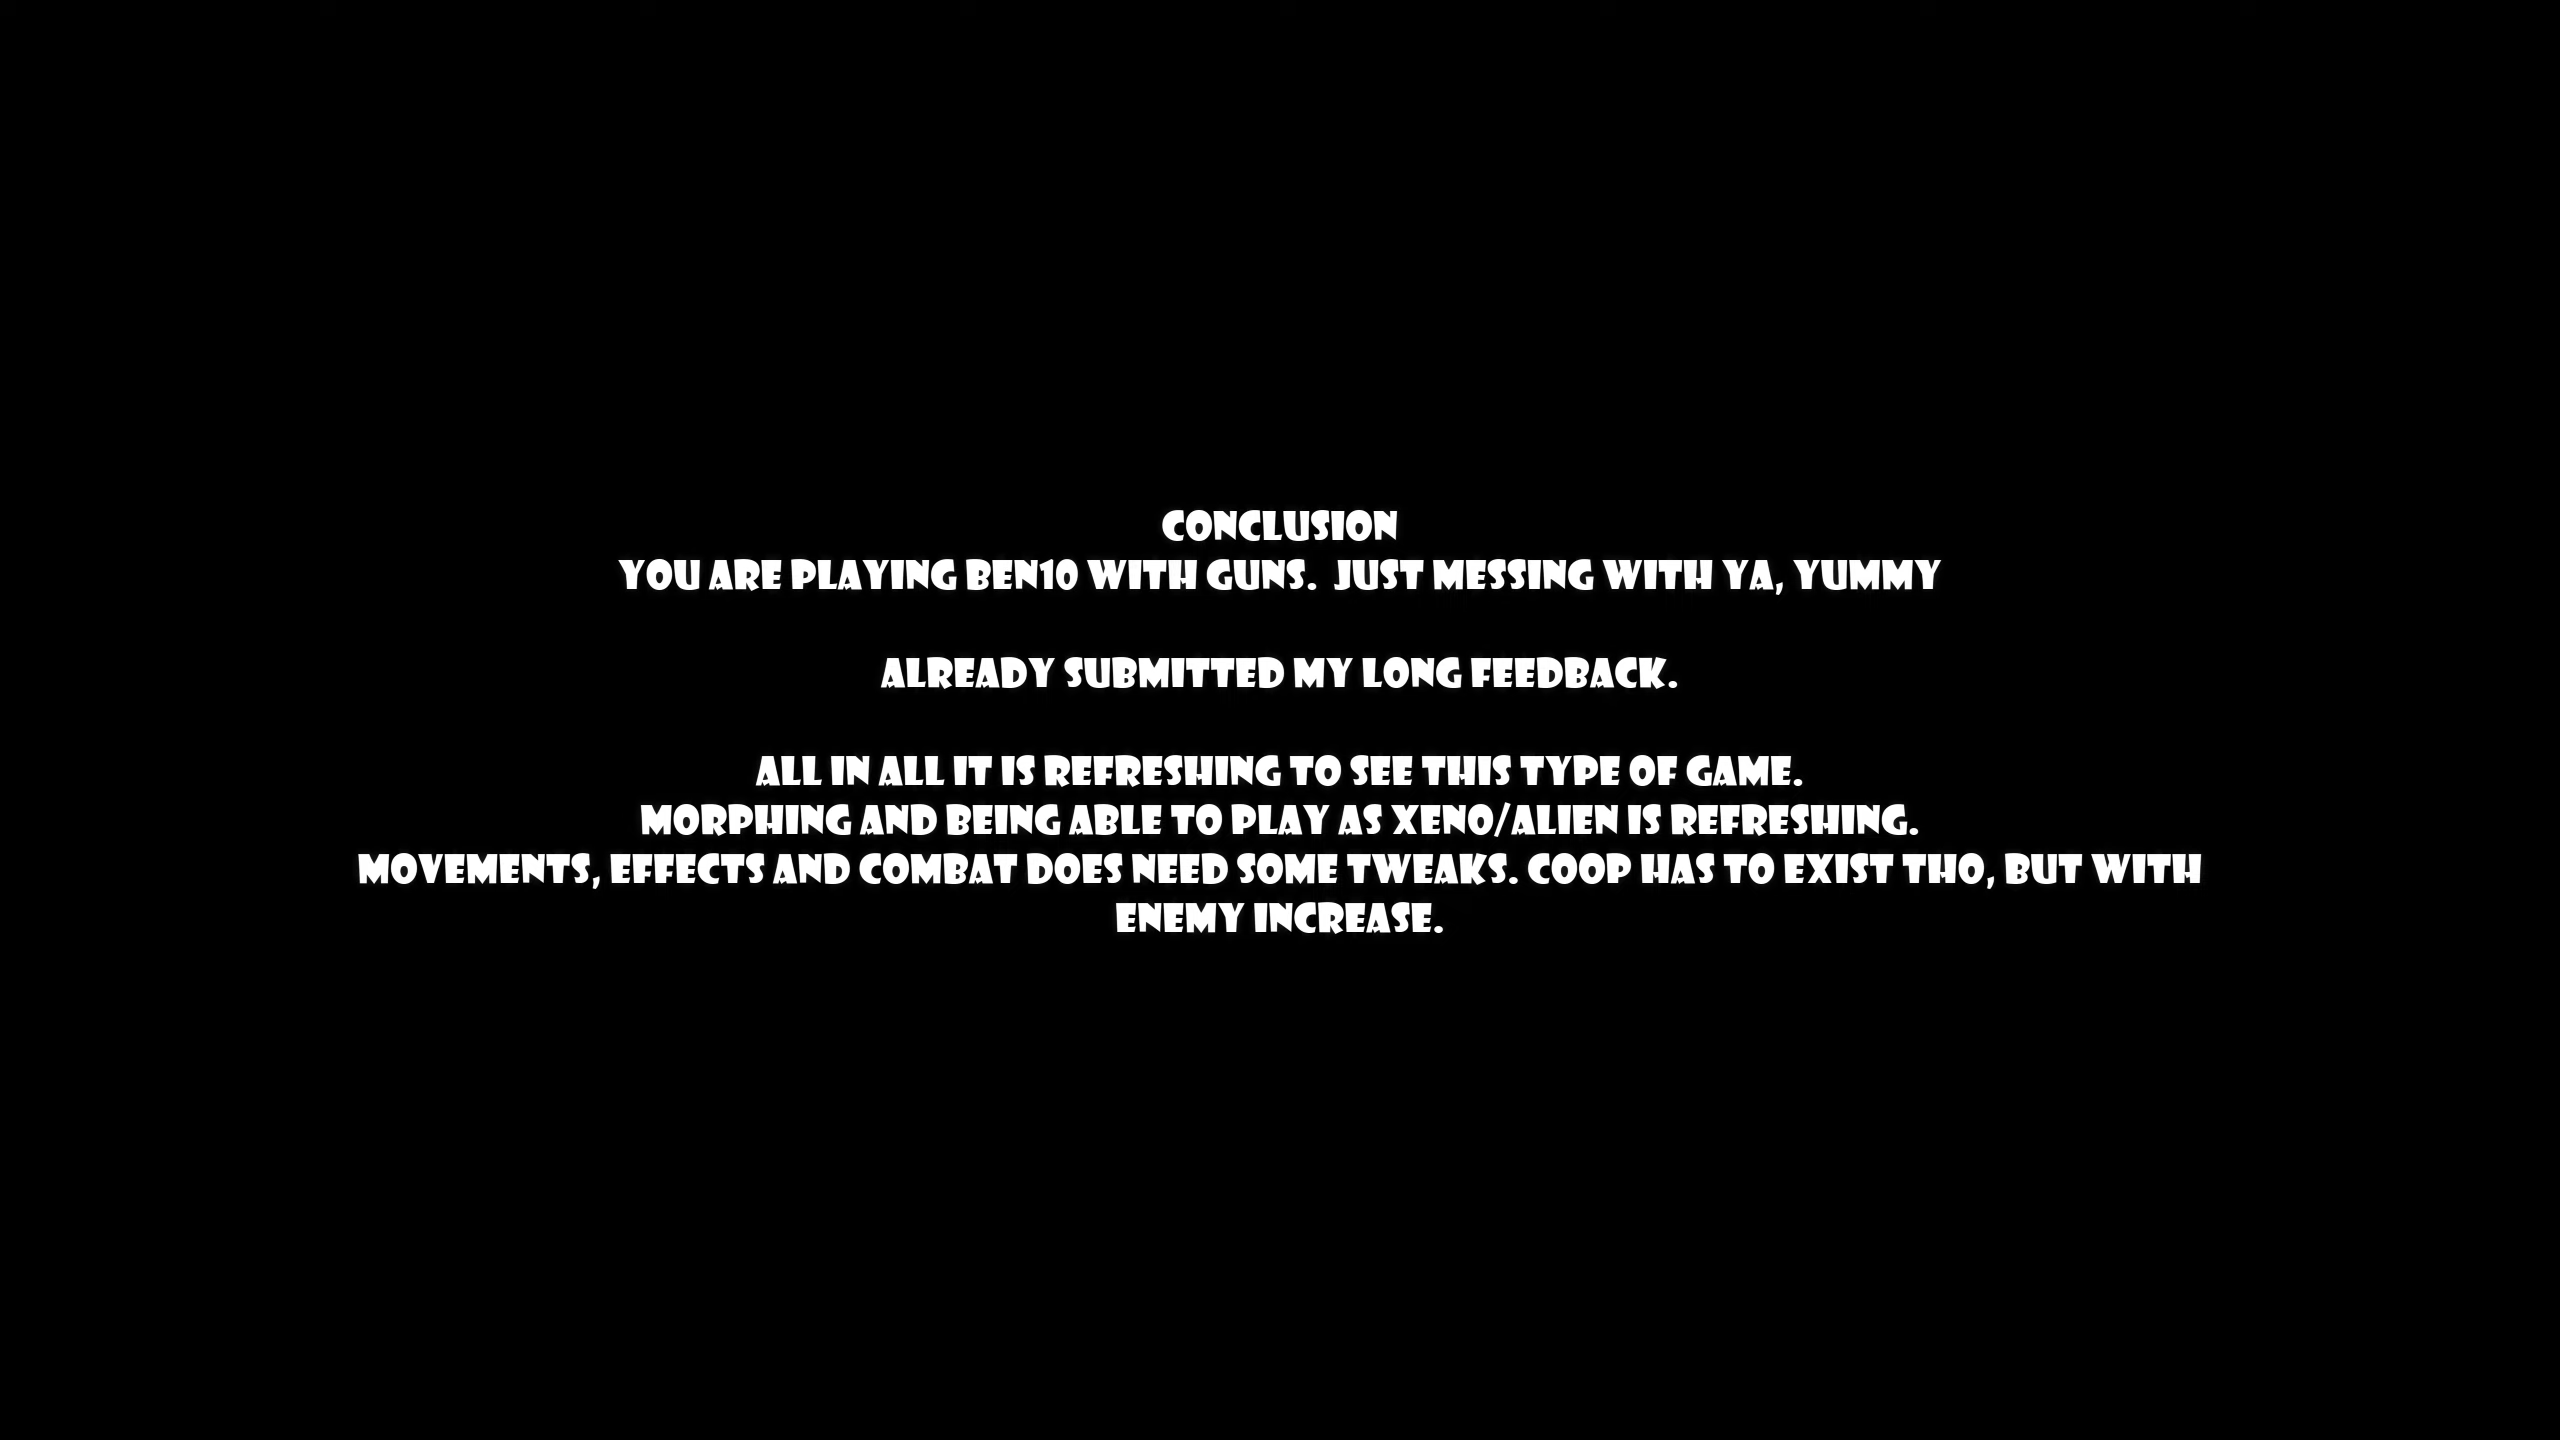 CONCLUSION
YOU ARE PLAYING BEN10 WITH GUNS.  JUST MESSING WITH YA, YUMMY
ALREADY SUBMITTED MY LONG FEEDBACK.
ALL IN ALL IT IS REFRESHING TO SEE THIS TYPE OF GAME.
MORPHING AND BEING ABLE TO PLAY AS XENO/ALIEN IS REFRESHING.
MOVEMENTS, EFFECTS AND COMBAT DOES NEED SOME TWEAKS. COOP HAS TO EXIST THO, BUT WITH
ENEMY INCREASE.